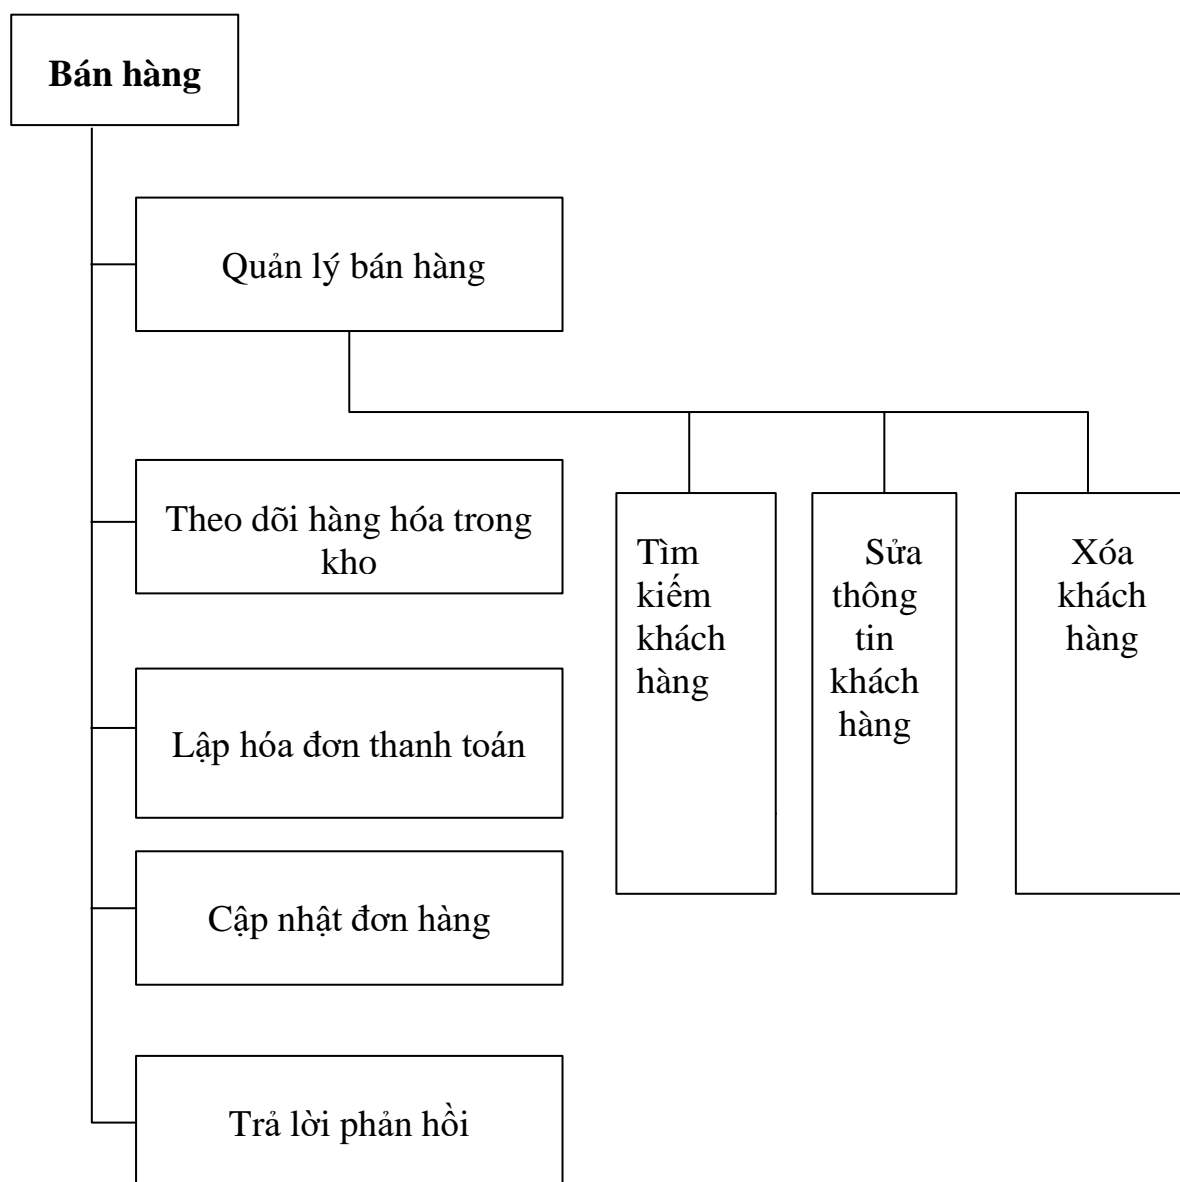 Bán hàng
Quản lý bán hàng
Theo dõi hàng hóa trong
kho
Tìm
kiếm
khách
hàng
Sửa
thông
tin
khách
hàng
Xóa
khách
hàng
Lập hóa đơn thanh toán
Cập nhật đơn hàng
Trả lời phản hồi